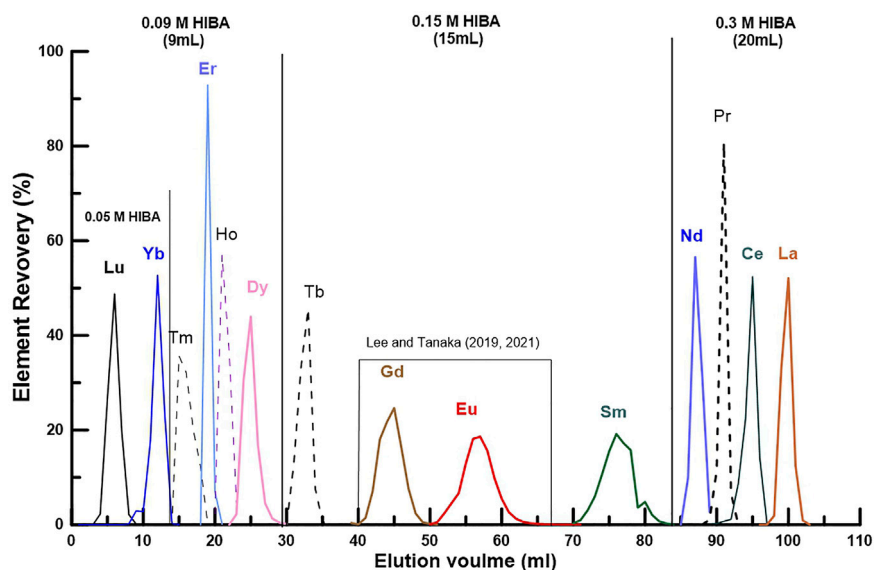 0.09 M HIBA
(9mL)
0.15 M HIBA
(15mL)
0.3 M HIBA
(20mL)
Element Revovery (%)
100
80
60
40
20
0
0.05 M HIBA
Lu
Yb
Tm
Er
Ho
Dy
Tb
Lee and Tanaka (2019, 2021)
Gd
Eu
Sm
Nd
Pr
Ce
La
0
10
20
30
40
50
60
70
80
90
100
110
Elution voulme (ml)